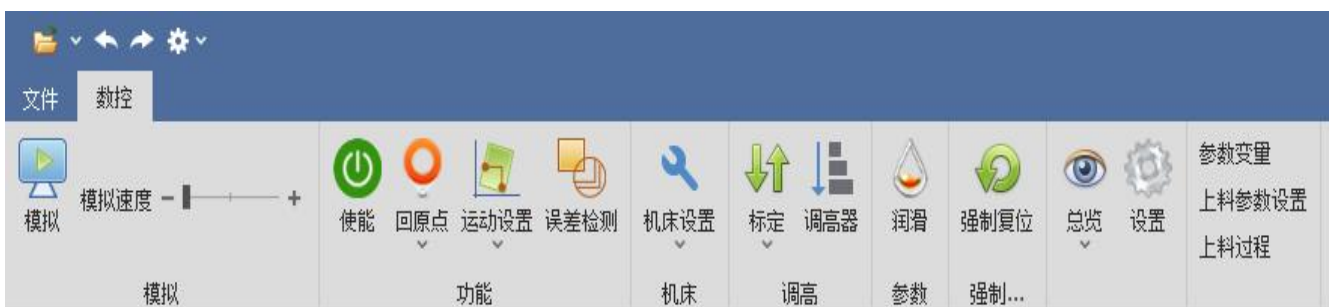 文件 数控
模拟 模拟速度 使能 回原点 运动设置 误差检测 机床设置 标定 调高器 润滑 强制复位 总览 设置 参数变量
上料参数设置
上料过程
模拟 功能 机床 调高 参数 强制...